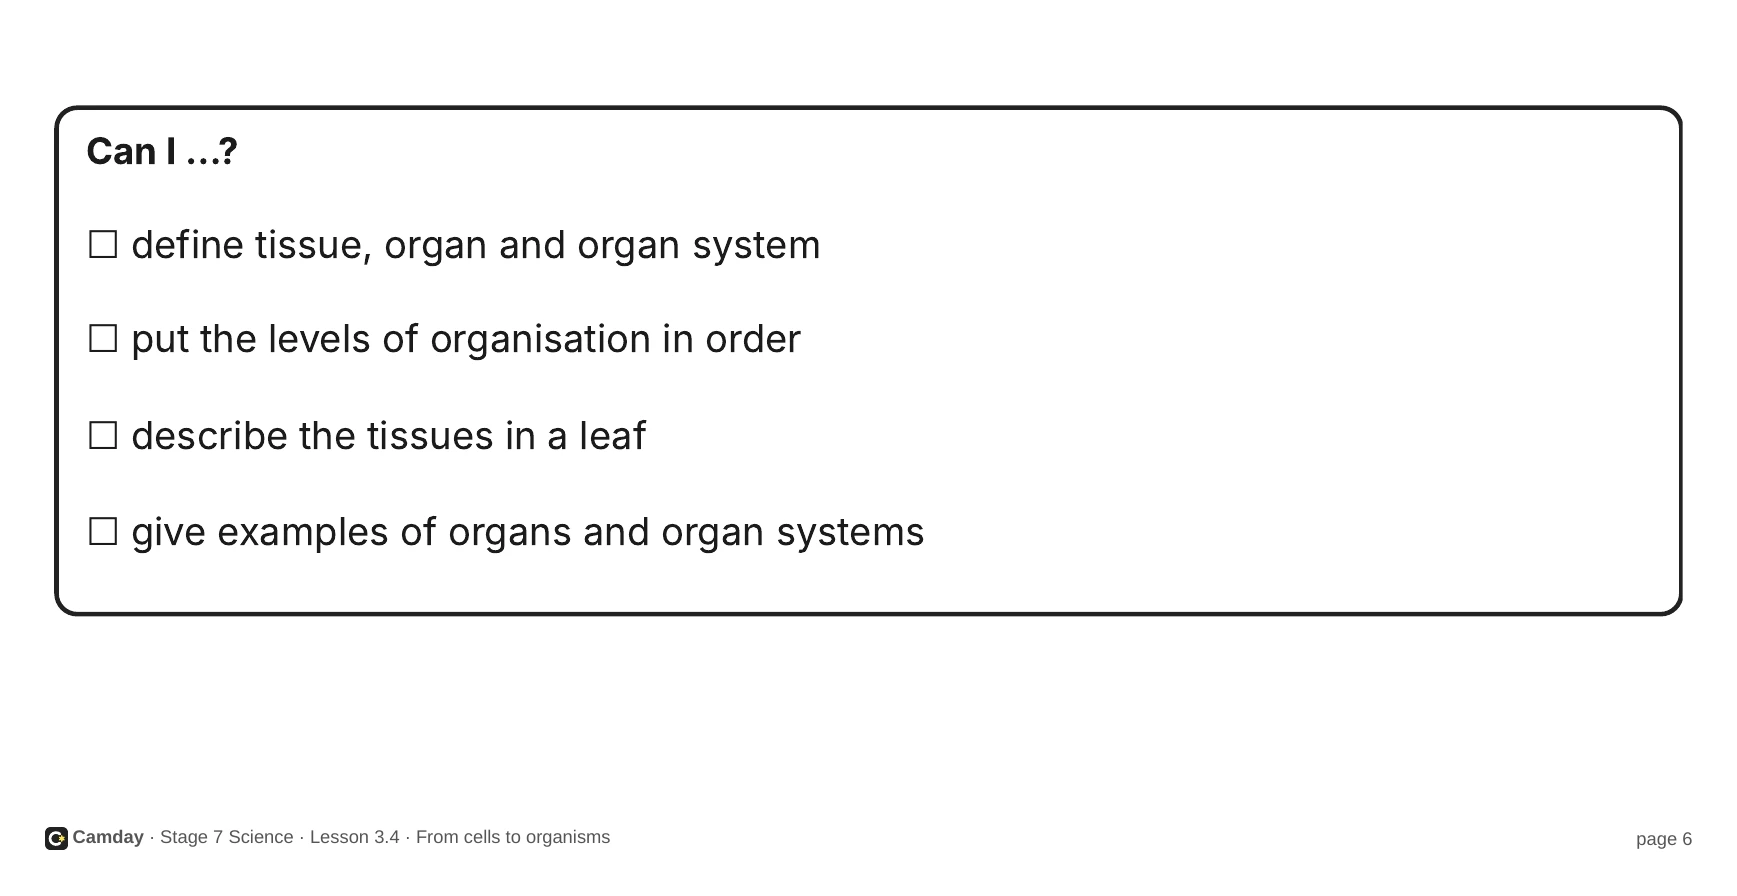 Can I …?
☐ define tissue, organ and organ system
☐ put the levels of organisation in order
☐ describe the tissues in a leaf
☐ give examples of organs and organ systems
Camday · Stage 7 Science · Lesson 3.4 · From cells to organisms
page 6